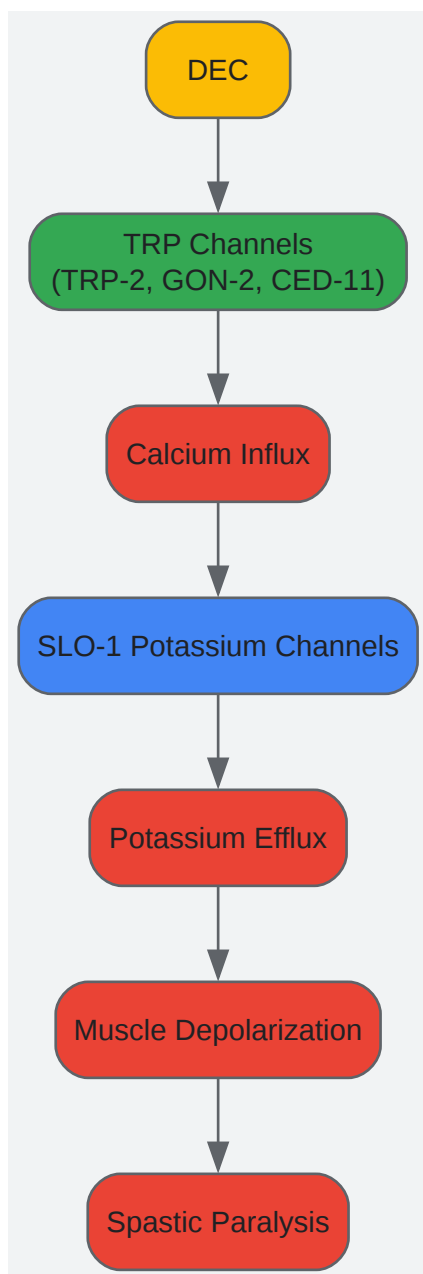 DEC
TRP Channels
(TRP-2, GON-2, CED-11)
Calcium Influx
SLO-1 Potassium Channels
Potassium Efflux
Muscle Depolarization
Spastic Paralysis